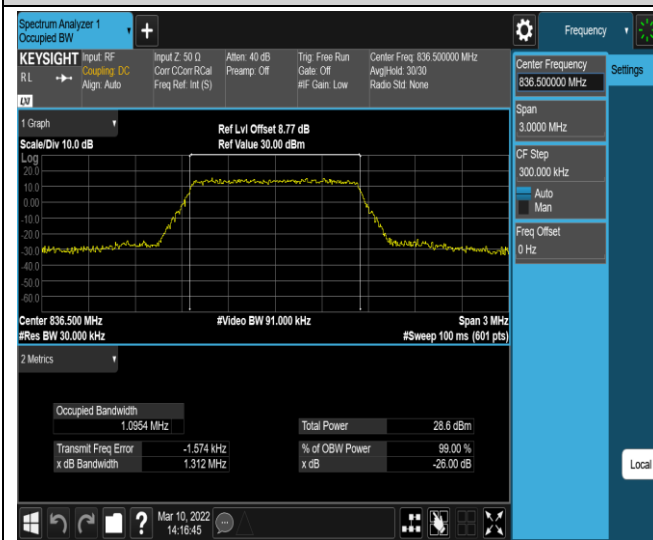 Spectrum Analyzer 1
Occupied BW
+
Frequency
KEYSIGHT
RL
LXI
Input: RF
Coupling: DC
Align: Auto
Input Z: 50 Ω
Corr CCorr RCal
Freq Ref: Int (S)
Atten: 40 dB
Preamp: Off
Trig: Free Run
Gate: Off
#IF Gain: Low
Center Freq: 836.500000 MHz
Avg|Hold: 30/30
Radio Std: None
1 Graph
Scale/Div 10.0 dB
Ref Lvl Offset 8.77 dB
Ref Value 30.00 dBm
Log
20.0
10.0
0.00
-10.0
-20.0
-30.0
-40.0
-50.0
-60.0
Center 836.500 MHz
#Res BW 30.000 kHz
#Video BW 91.000 kHz
Span 3 MHz
#Sweep 100 ms (601 pts)
2 Metrics
Occupied Bandwidth
1.0954 MHz
Transmit Freq Error -1.574 kHz
x dB Bandwidth 1.312 MHz
Total Power 28.6 dBm
% of OBW Power 99.00 %
x dB -26.00 dB
Center Frequency
836.500000 MHz
Settings
Span
3.0000 MHz
CF Step
300.000 kHz
Auto
Man
Freq Offset
0 Hz
Local
?
Mar 10, 2022
14:16:45